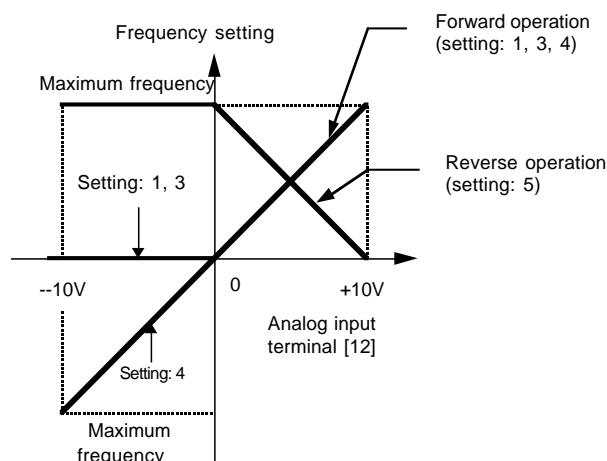 Forward operation
(setting: 1, 3, 4)
Frequency setting
Maximum frequency
Reverse operation
(setting: 5)
Setting: 1, 3
--10V
0
+10V
Analog input
terminal [12]
Setting: 4
Maximum
frequency